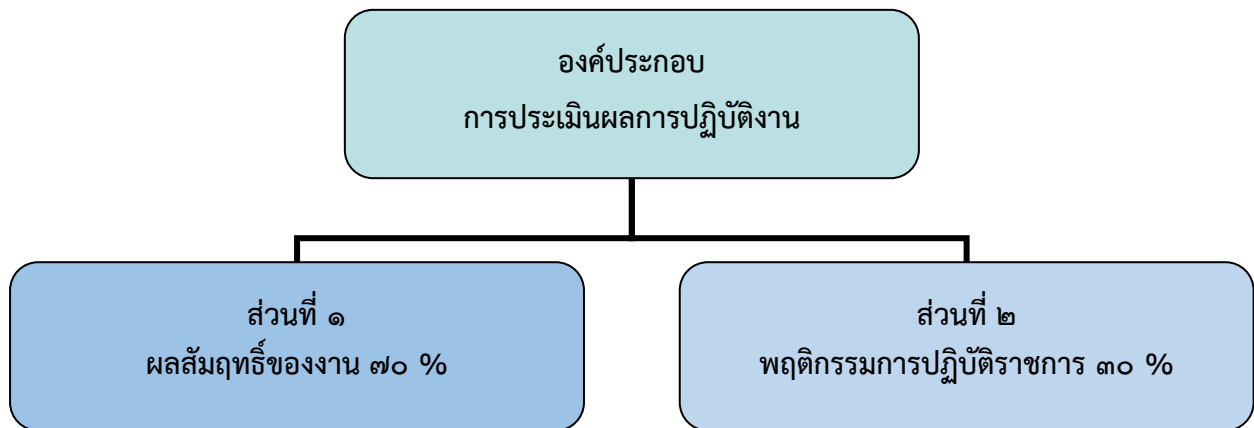 องค์ประกอบ
การประเมินผลการปฏิบัติงาน
ส่วนที่ ๑
ผลสัมฤทธิ์ของงาน ๗๐ %
ส่วนที่ ๒
พฤติกรรมการปฏิบัติราชการ ๓๐ %